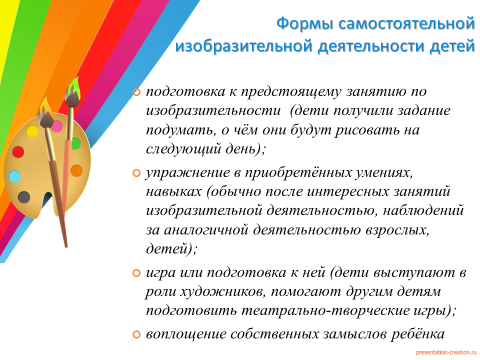 Формы самостоятельной
изобразительной деятельности детей
подготовка к предстоящему занятию по
изобразительности (дети получили задание
подумать, о чём они будут рисовать на
следующий день);
упражнение в приобретённых умениях,
навыках (обычно после интересных занятий
изобразительной деятельностью, наблюдений
за аналогичной деятельностью взрослых,
детей);
игра или подготовка к ней (дети выступают в
роли художников, помогают другим детям
подготовить театрально-творческие игры);
воплощение собственных замыслов ребёнка
presentation-creation.ru